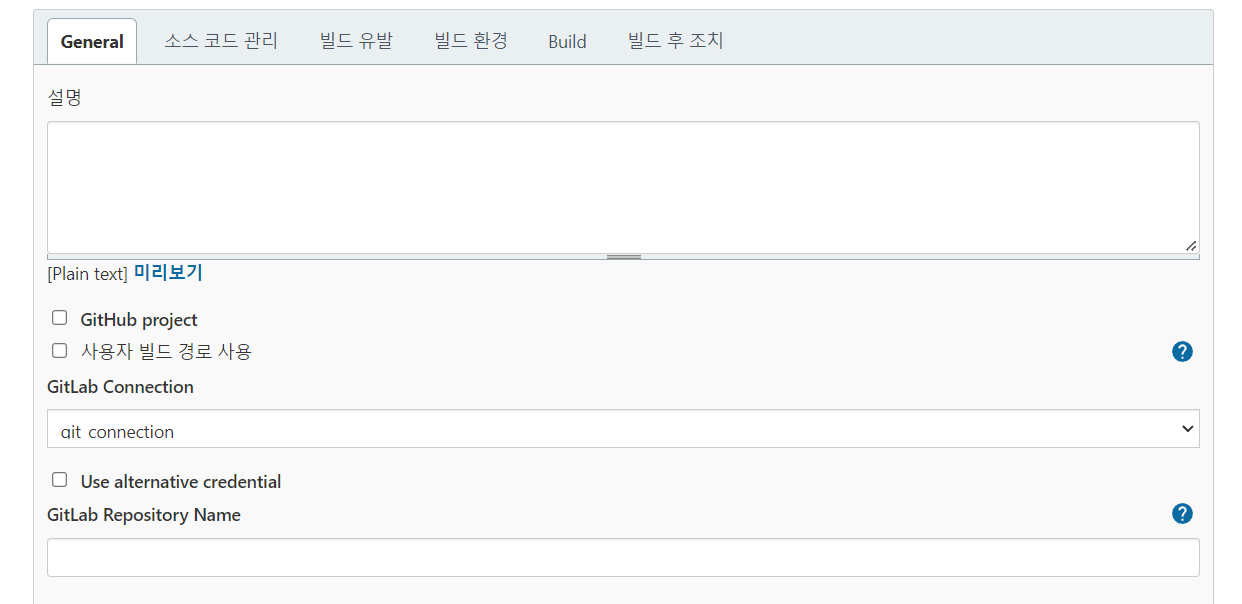 General 소스 코드 관리 빌드 유발 빌드 환경 Build 빌드 후 조치
설명
[Plain text] 미리보기
GitHub project
사용자 빌드 경로 사용
?
GitLab Connection
git connection
Use alternative credential
GitLab Repository Name
?